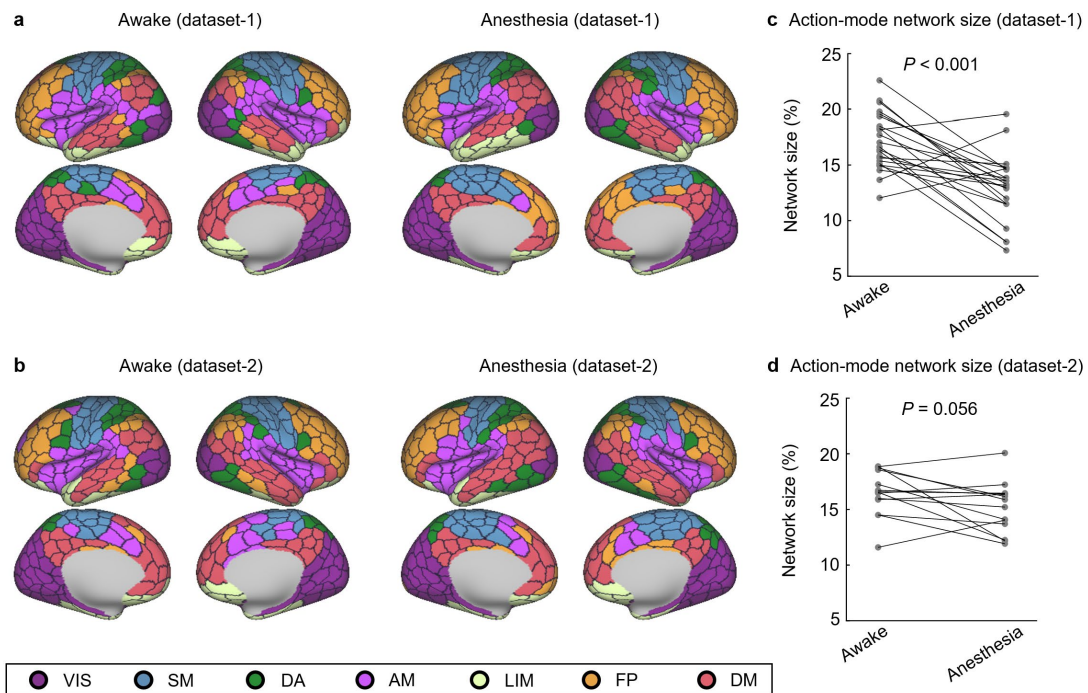 a Awake (dataset-1) Anesthesia (dataset-1) c Action-mode network size (dataset-1)
25
P < 0.001
20
15
10
5
Network size (%)
Awake Anesthesia
b Awake (dataset-2) Anesthesia (dataset-2) d Action-mode network size (dataset-2)
25
P = 0.056
20
15
10
5
Network size (%)
Awake Anesthesia
VIS SM DA AM LIM FP DM